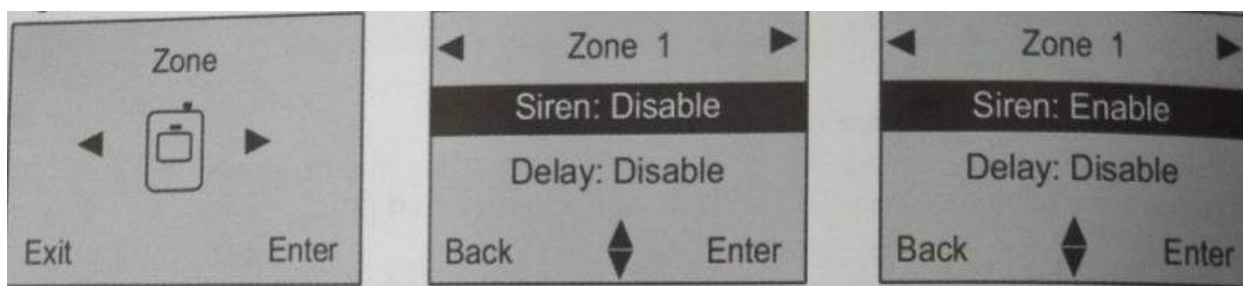 Zone
Exit Enter
Zone 1
Siren: Disable
Delay: Disable
Back Enter
Zone 1
Siren: Enable
Delay: Disable
Back Enter